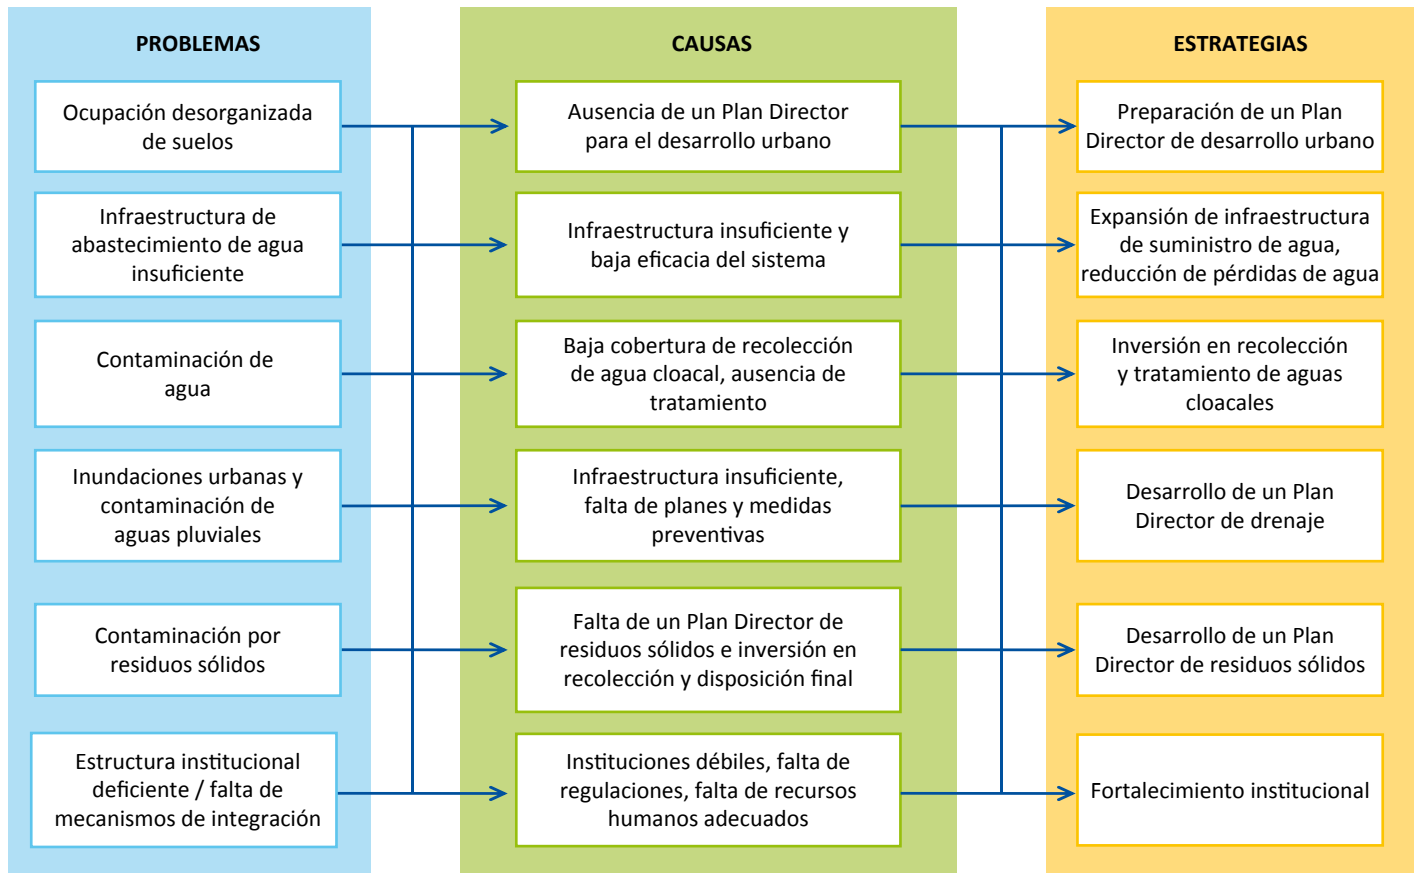 PROBLEMAS
CAUSAS
ESTRATEGIAS
Ocupación desorganizada
de suelos
Ausencia de un Plan Director
para el desarrollo urbano
Preparación de un Plan
Director de desarrollo urbano
Infraestructura de
abastecimiento de agua
insuficiente
Infraestructura insuficiente y
baja eficacia del sistema
Expansión de infraestructura
de suministro de agua,
reducción de pérdidas de agua
Contaminación de
agua
Baja cobertura de recolección
de agua cloacal, ausencia de
tratamiento
Inversión en recolección
y tratamiento de aguas
cloacales
Inundaciones urbanas y
contaminación de
aguas pluviales
Infraestructura insuficiente,
falta de planes y medidas
preventivas
Desarrollo de un Plan
Director de drenaje
Contaminación por
residuos sólidos
Falta de un Plan Director de
residuos sólidos e inversión en
recolección y disposición final
Desarrollo de un Plan
Director de residuos sólidos
Estructura institucional
deficiente / falta de
mecanismos de integración
Instituciones débiles, falta de
regulaciones, falta de recursos
humanos adecuados
Fortalecimiento institucional